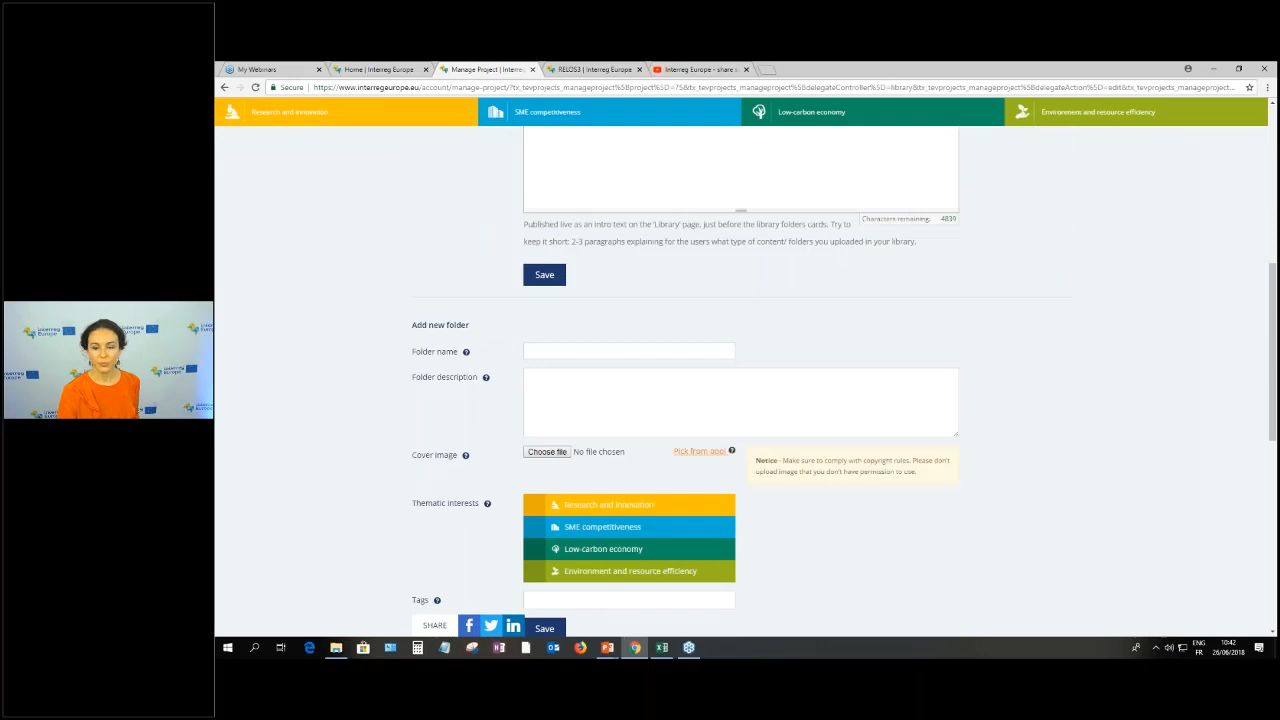 My Webinars
Home | Interreg Europe
Manage Project | Interre
RELOS3 | Interreg Europe
Interreg Europe - share s
Secure
https://www.interregeurope.eu/account/manage-project/?tx_tevprojects_manageproject%5Bproject%5D=75&tx_tevprojects_manageproject%5BdelegateController%5D=library&tx_tevprojects_manageproject%5BdelegateAction%5D=edit&tx_tevprojects_manageproject...
Research and innovation
SME competitiveness
Low-carbon economy
Environment and resource efficiency
Characters remaining: 4839
Published live as an intro text on the 'Library' page, just before the library folders cards. Try to
keep it short: 2-3 paragraphs explaining for the users what type of content/ folders you uploaded in your library.
Save
Add new folder
Folder name
Folder description
Cover image
Choose file No file chosen
Pick from pool
Notice - Make sure to comply with copyright rules. Please don't
upload image that you don't have permission to use.
Thematic interests
Research and innovation
SME competitiveness
Low-carbon economy
Environment and resource efficiency
Tags
SHARE
Save
ENG
FR
10:42
26/06/2018
Interreg
Europe